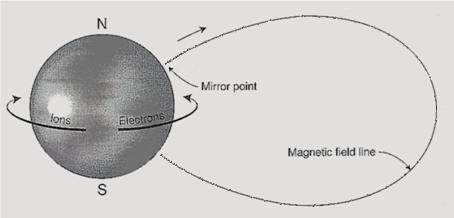 N
Mirror point
Ions
Electrons
Magnetic field line
S